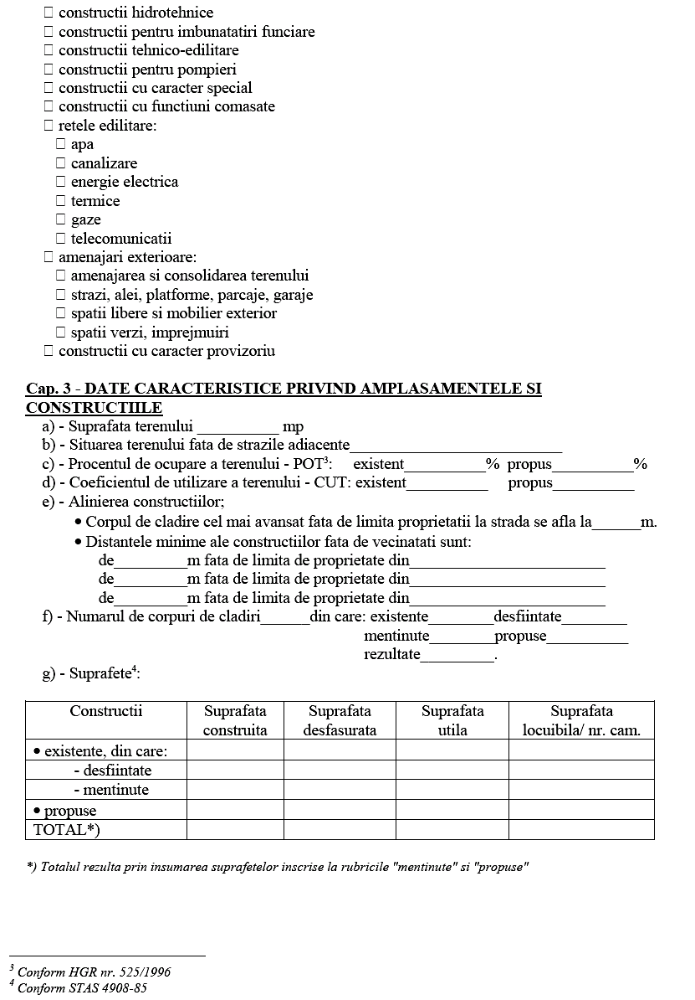 ☐ constructii hidrotehnice
☐ constructii pentru imbunatatiri funciare
☐ constructii tehnico-edilitare
☐ constructii pentru pompieri
☐ constructii cu caracter special
☐ constructii cu functiuni comasate
☐ retele edilitare:
☐ apa
☐ canalizare
☐ energie electrica
☐ termice
☐ gaze
☐ telecomunicatii
☐ amenajari exterioare:
☐ amenajarea si consolidarea terenului
☐ strazi, alei, platforme, parcaje, garaje
☐ spatii libere si mobilier exterior
☐ spatii verzi, imprejmuiri
☐ constructii cu caracter provizoriu
Cap. 3 - DATE CARACTERISTICE PRIVIND AMPLASAMENTELE SI
CONSTRUCTIILE
a) - Suprafata terenului __________ mp
b) - Situarea terenului fata de strazile adiacente__________________________
c) - Procentul de ocupare a terenului - POT³: existent__________% propus__________%
d) - Coeficientul de utilizare a terenului - CUT: existent__________ propus__________
e) - Alinierea constructiilor;
• Corpul de cladire cel mai avansat fata de limita proprietatii la strada se afla la______m.
• Distantele minime ale constructiilor fata de vecinatati sunt:
de_________m fata de limita de proprietate din________________________
de_________m fata de limita de proprietate din________________________
de_________m fata de limita de proprietate din________________________
f) - Numarul de corpuri de cladiri______din care: existente________desfiintate________
mentinute________propuse__________
rezultate_________.
g) - Suprafete⁴:
Constructii Suprafata construita Suprafata desfasurata Suprafata utila Suprafata locuibila/ nr. cam.
• existente, din care:
- desfiintate
- mentinute
• propuse
TOTAL*)
*) Totalul rezulta prin insumarea suprafetelor inscrise la rubricile "mentinute" si "propuse"
³ Conform HGR nr. 525/1996
⁴ Conform STAS 4908-85